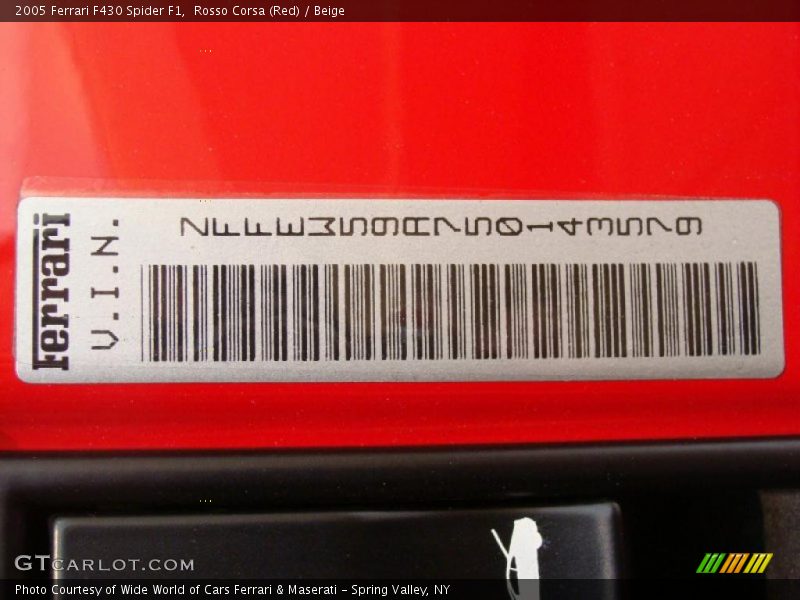 2005 Ferrari F430 Spider F1, Rosso Corsa (Red) / Beige
Ferrari
V.I.N.
ZFFEW59A750143579
GTCARLOT.COM
Photo Courtesy of Wide World of Cars Ferrari & Maserati - Spring Valley, NY